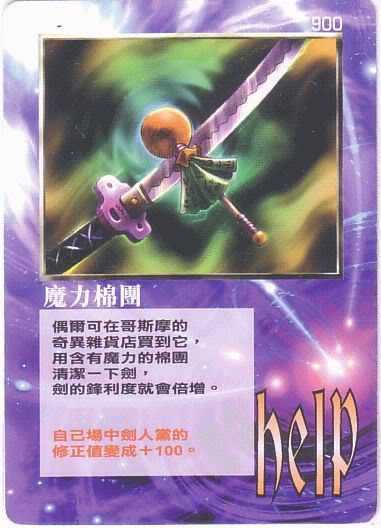 900
魔力棉團
偶爾可在哥斯摩的
奇異雜貨店買到它，
用含有魔力的棉團
清潔一下劍，
劍的鋒利度就會倍增。
自己場中劍人黨的
修正值變成＋100。
help